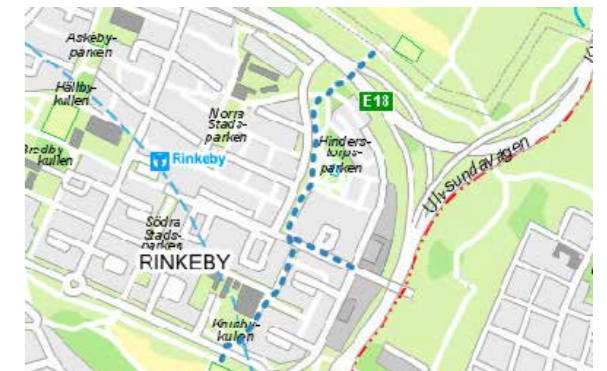 Askeby-
parken
Hällby-
kullen
Norra
Stads-
parken
E18
Hinders-
torps-
parken
Bredby
kullen
Rinkeby
Ulvsundavägen
Södra
Stads-
parken
RINKEBY
Knutby-
kullen